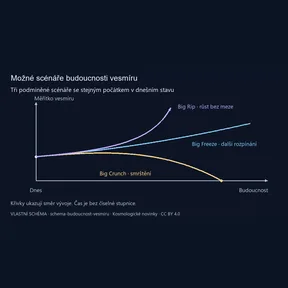 Možné scénáře budoucnosti vesmíru
Tři podmíněné scénáře se stejným počátkem v dnešním stavu
Měřítko vesmíru
Big Rip · růst bez meze
Big Freeze · další rozpínání
Big Crunch · smrštění
Dnes
Budoucnost
Křivky ukazují směr vývoje. Čas je bez číselné stupnice.
VLASTNÍ SCHÉMA · schema-budoucnosti-vesmiru · Kosmologické novinky · CC BY 4.0